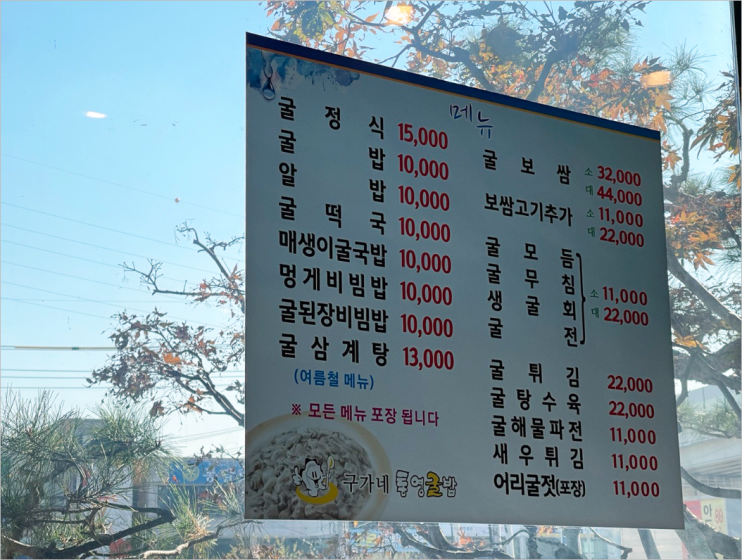 메뉴
굴정식 15,000
굴밥 10,000
알밥 10,000
굴떡국 10,000
매생이굴국밥 10,000
멍게비빔밥 10,000
굴된장비빔밥 10,000
굴삼계탕 13,000
(여름철 메뉴)
※ 모든 메뉴 포장 됩니다
구가네 통영굴밥
굴보쌈 소 32,000
대 44,000
보쌈고기추가 소 11,000
대 22,000
굴모듬
굴무침
생굴회
굴전
소 11,000
대 22,000
굴튀김 22,000
굴탕수육 22,000
굴해물파전 11,000
새우튀김 11,000
어리굴젓(포장) 11,000